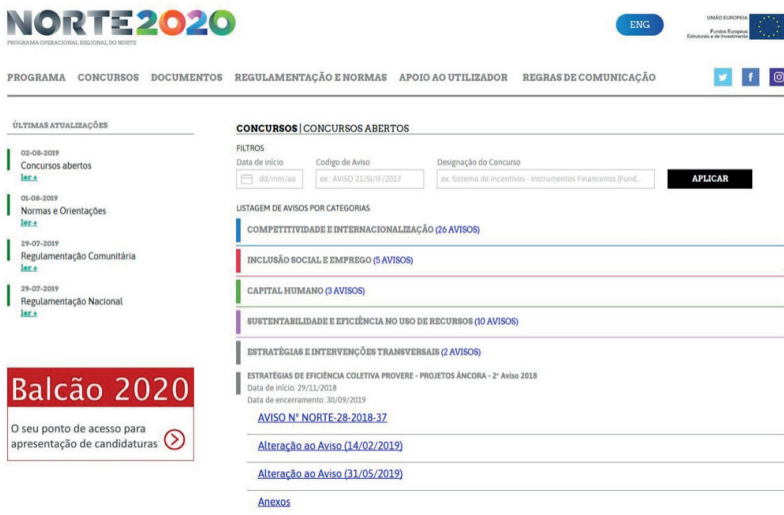 NORTE2020
PROGRAMA OPERACIONAL REGIONAL DO NORTE
ENG
UNIÃO EUROPEIA
Fundos Europeus
Estruturais e de Investimento
PROGRAMA CONCURSOS DOCUMENTOS REGULAMENTAÇÃO E NORMAS APOIO AO UTILIZADOR REGRAS DE COMUNICAÇÃO
ÚLTIMAS ATUALIZAÇÕES
02-08-2019
Concursos abertos
ler +
01-08-2019
Normas e Orientações
ler +
29-07-2019
Regulamentação Comunitária
ler +
29-07-2019
Regulamentação Nacional
ler +
Balcão 2020
O seu ponto de acesso para
apresentação de candidaturas
CONCURSOS | CONCURSOS ABERTOS
FILTROS
Data de início Codigo de Aviso Designação do Concurso
dd/mm/aa ex.: AVISO 21/SI/IF/2017 ex. Sistema de Incentivos - Instrumentos Financeiros (Fund... APLICAR
LISTAGEM DE AVISOS POR CATEGORIAS
COMPETITIVIDADE E INTERNACIONALIZAÇÃO (26 AVISOS)
INCLUSÃO SOCIAL E EMPREGO (5 AVISOS)
CAPITAL HUMANO (3 AVISOS)
SUSTENTABILIDADE E EFICIÊNCIA NO USO DE RECURSOS (10 AVISOS)
ESTRATÉGIAS E INTERVENÇÕES TRANSVERSAIS (2 AVISOS)
ESTRATÉGIAS DE EFICIÊNCIA COLETIVA PROVERE - PROJETOS ÂNCORA - 2º Aviso 2018
Data de início: 29/11/2018
Data de encerramento: 30/09/2019
AVISO Nº NORTE-28-2018-37
Alteração ao Aviso (14/02/2019)
Alteração ao Aviso (31/05/2019)
Anexos